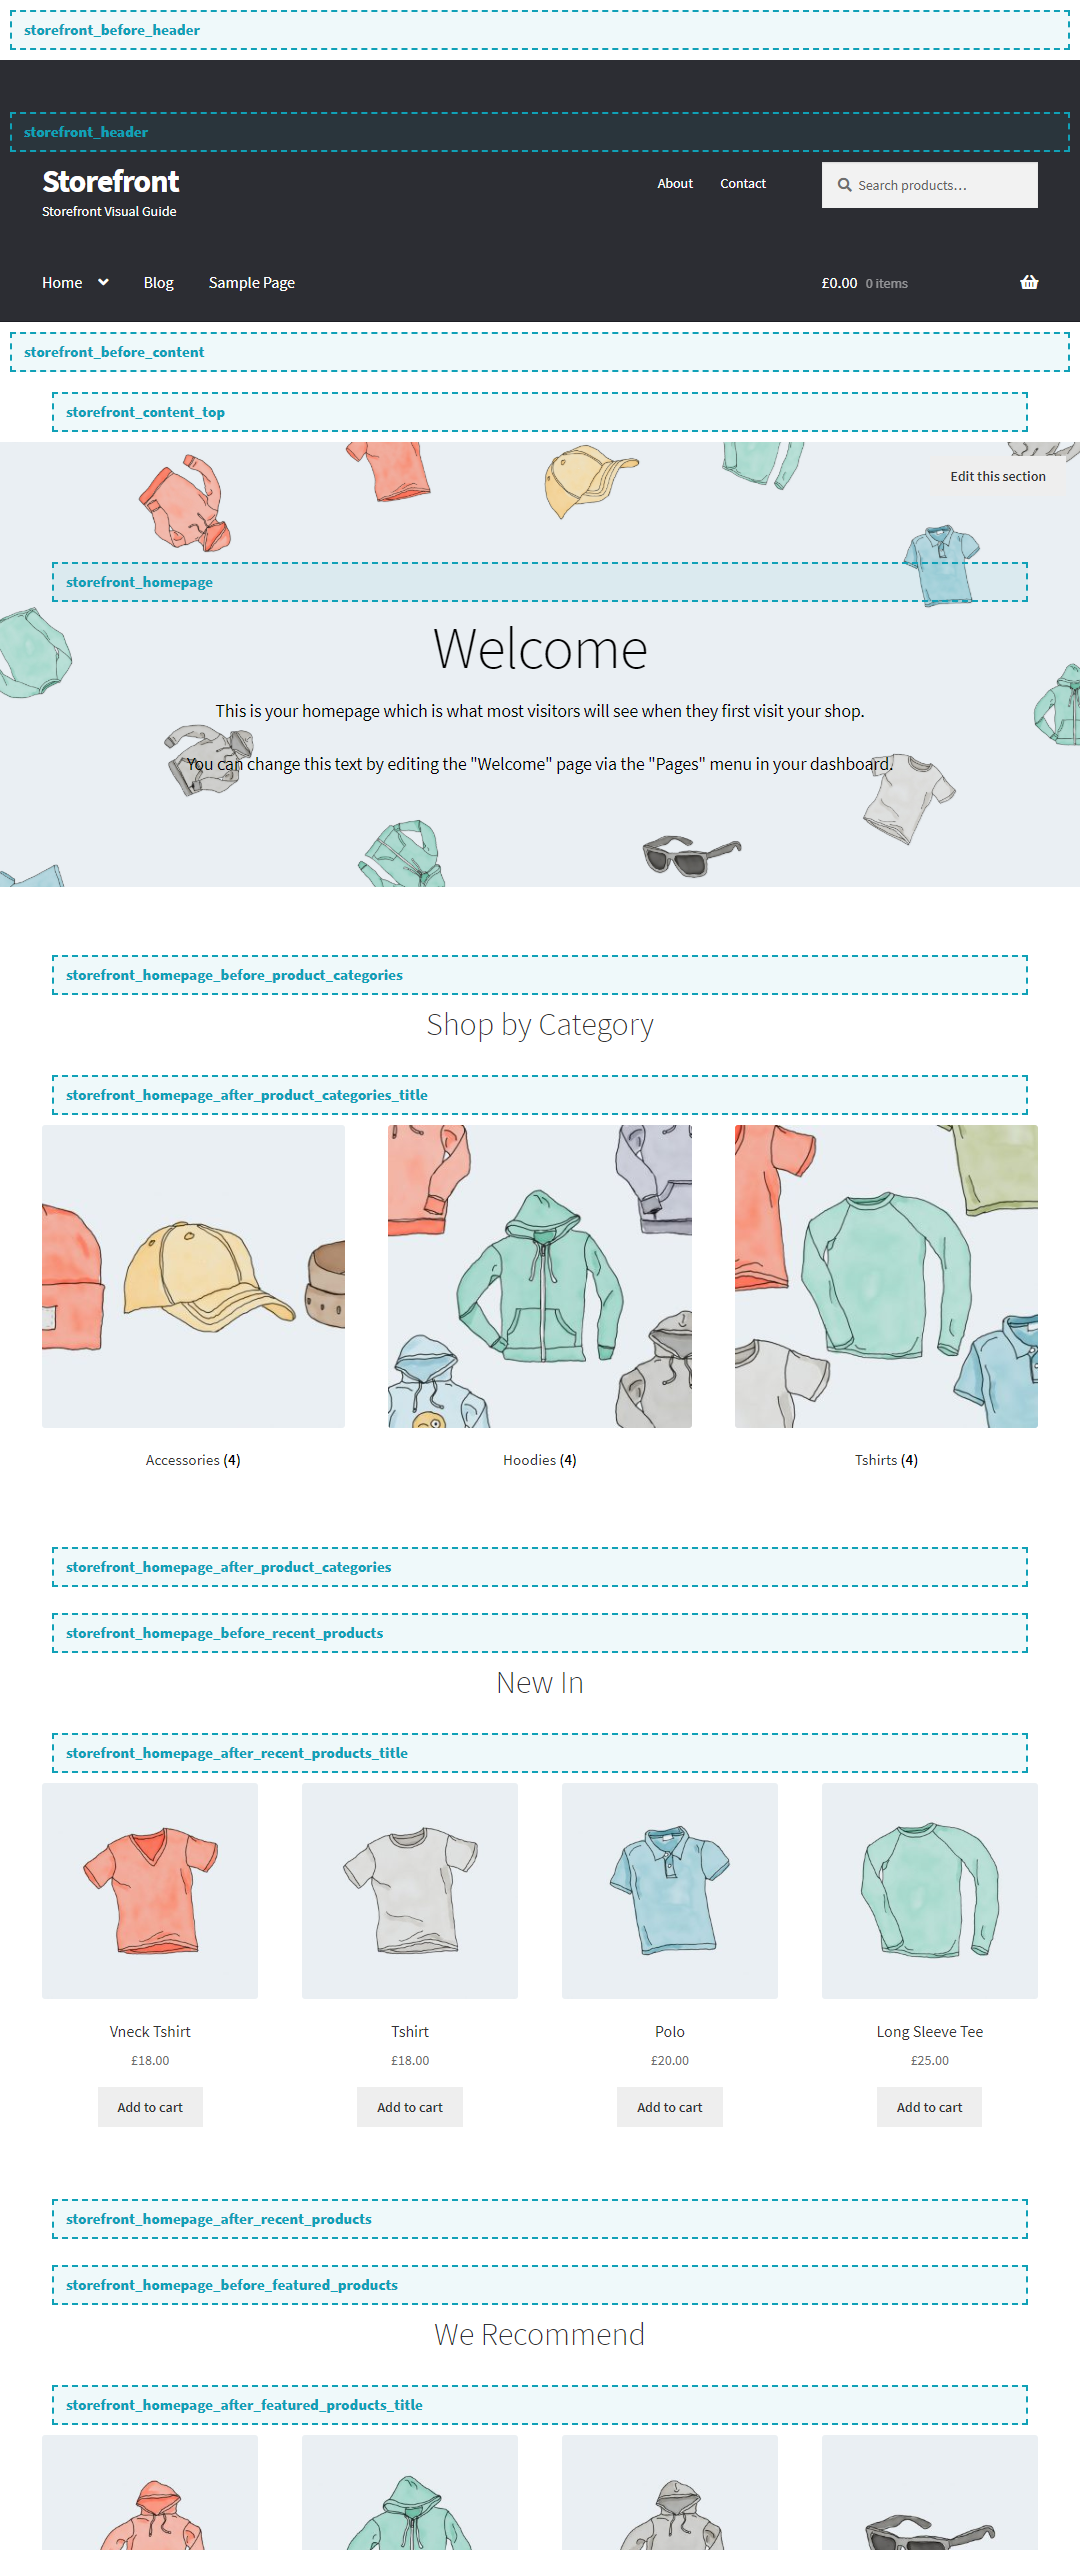 storefront_before_header
storefront_header
Storefront
Storefront Visual Guide
About Contact Search products…
Home Blog Sample Page £0.00 0 items
storefront_before_content
storefront_content_top
Edit this section
storefront_homepage
Welcome
This is your homepage which is what most visitors will see when they first visit your shop.
You can change this text by editing the "Welcome" page via the "Pages" menu in your dashboard.
storefront_homepage_before_product_categories
Shop by Category
storefront_homepage_after_product_categories_title
Accessories (4) Hoodies (4) Tshirts (4)
storefront_homepage_after_product_categories
storefront_homepage_before_recent_products
New In
storefront_homepage_after_recent_products_title
Vneck Tshirt Tshirt Polo Long Sleeve Tee
£18.00 £18.00 £20.00 £25.00
Add to cart Add to cart Add to cart Add to cart
storefront_homepage_after_recent_products
storefront_homepage_before_featured_products
We Recommend
storefront_homepage_after_featured_products_title